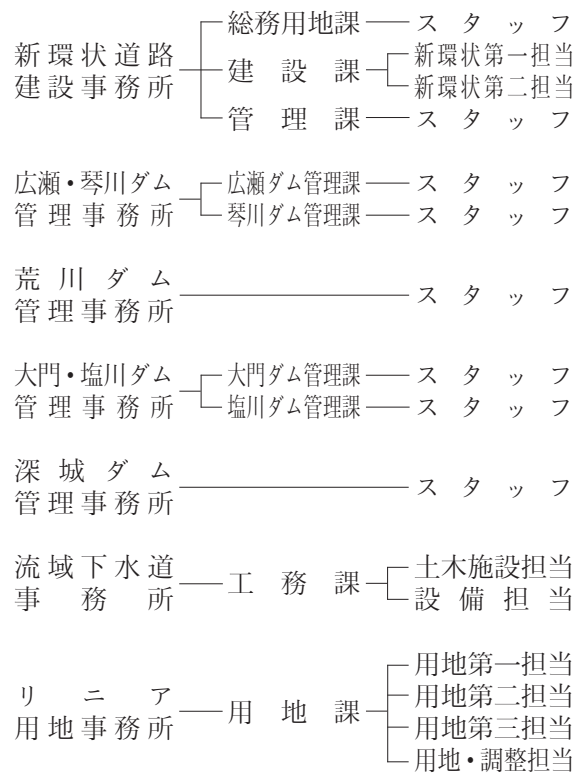 新環状道路
建設事務所
総務用地課
スタッフ
建設課
新環状第一担当
新環状第二担当
管理課
スタッフ
広瀬・琴川ダム
管理事務所
広瀬ダム管理課
スタッフ
琴川ダム管理課
スタッフ
荒川ダム
管理事務所
スタッフ
大門・塩川ダム
管理事務所
大門ダム管理課
スタッフ
塩川ダム管理課
スタッフ
深城ダム
管理事務所
スタッフ
流域下水道
事務所
工務課
土木施設担当
設備担当
リニア
用地事務所
用地課
用地第一担当
用地第二担当
用地第三担当
用地・調整担当